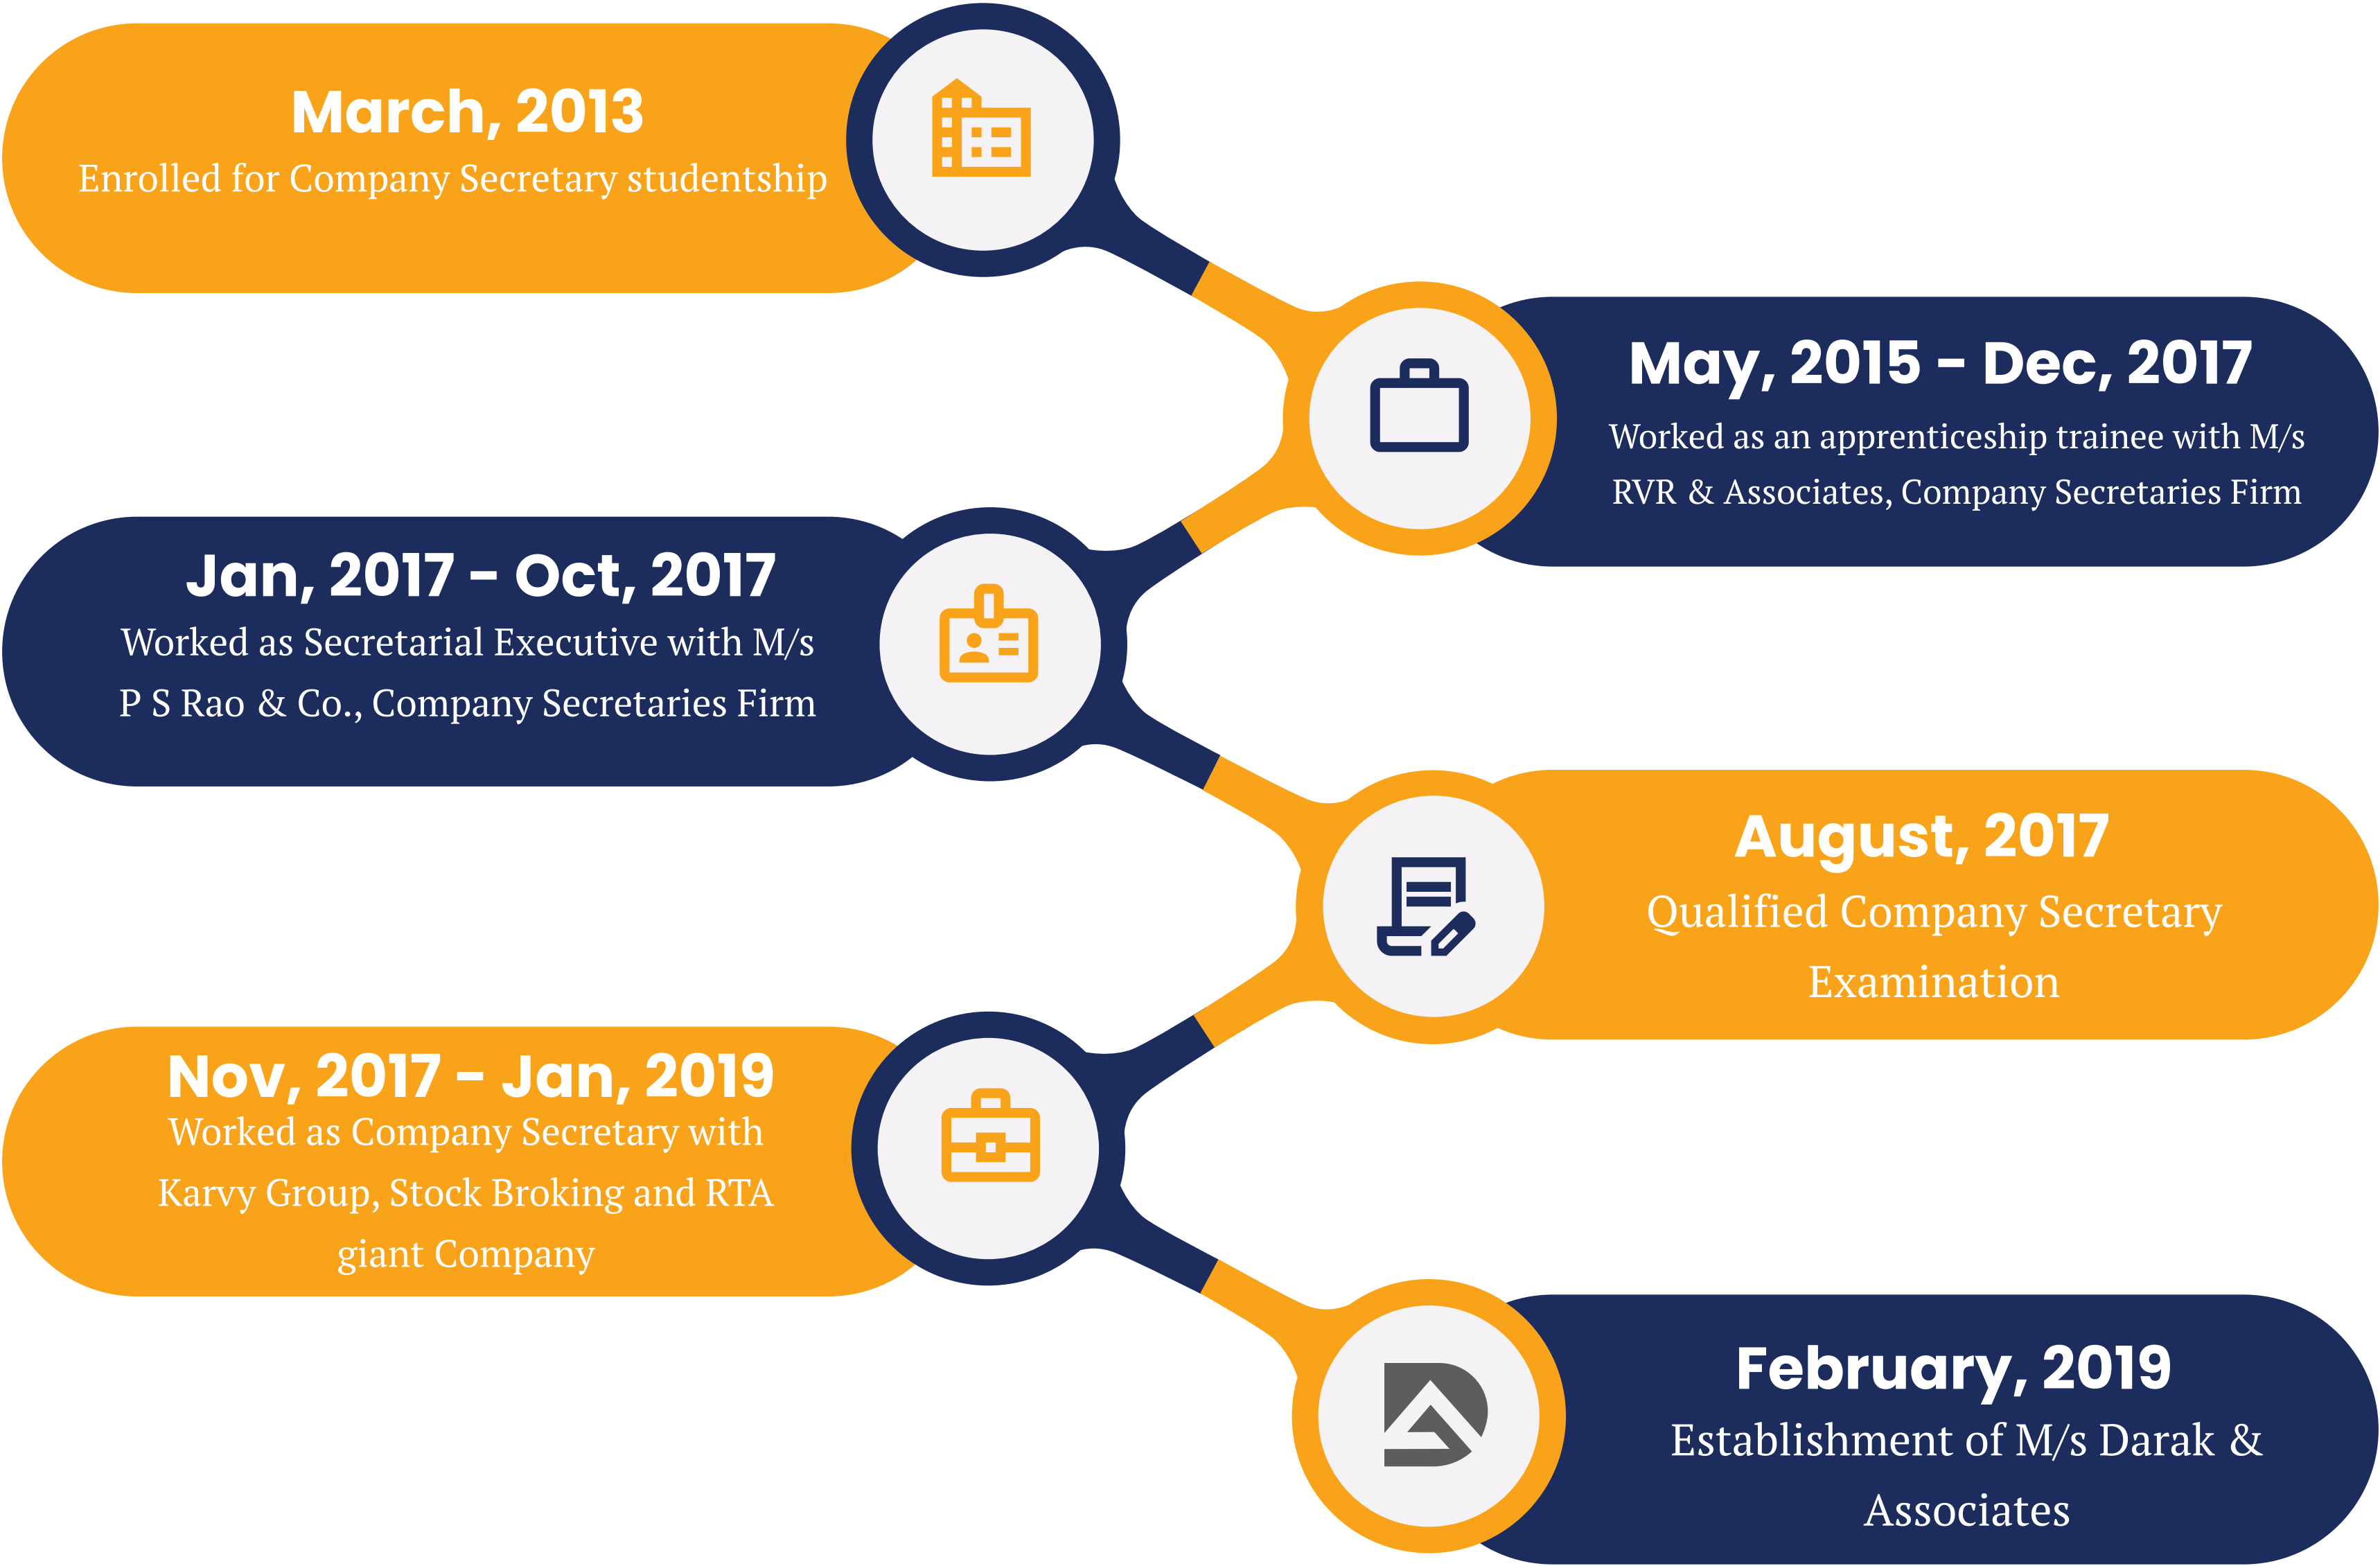 March, 2013
Enrolled for Company Secretary studentship
May, 2015 - Dec, 2017
Worked as an apprenticeship trainee with M/s
RVR & Associates, Company Secretaries Firm
Jan, 2017 - Oct, 2017
Worked as Secretarial Executive with M/s
P S Rao & Co., Company Secretaries Firm
August, 2017
Qualified Company Secretary
Examination
Nov, 2017 - Jan, 2019
Worked as Company Secretary with
Karvy Group, Stock Broking and RTA
giant Company
February, 2019
Establishment of M/s Darak &
Associates